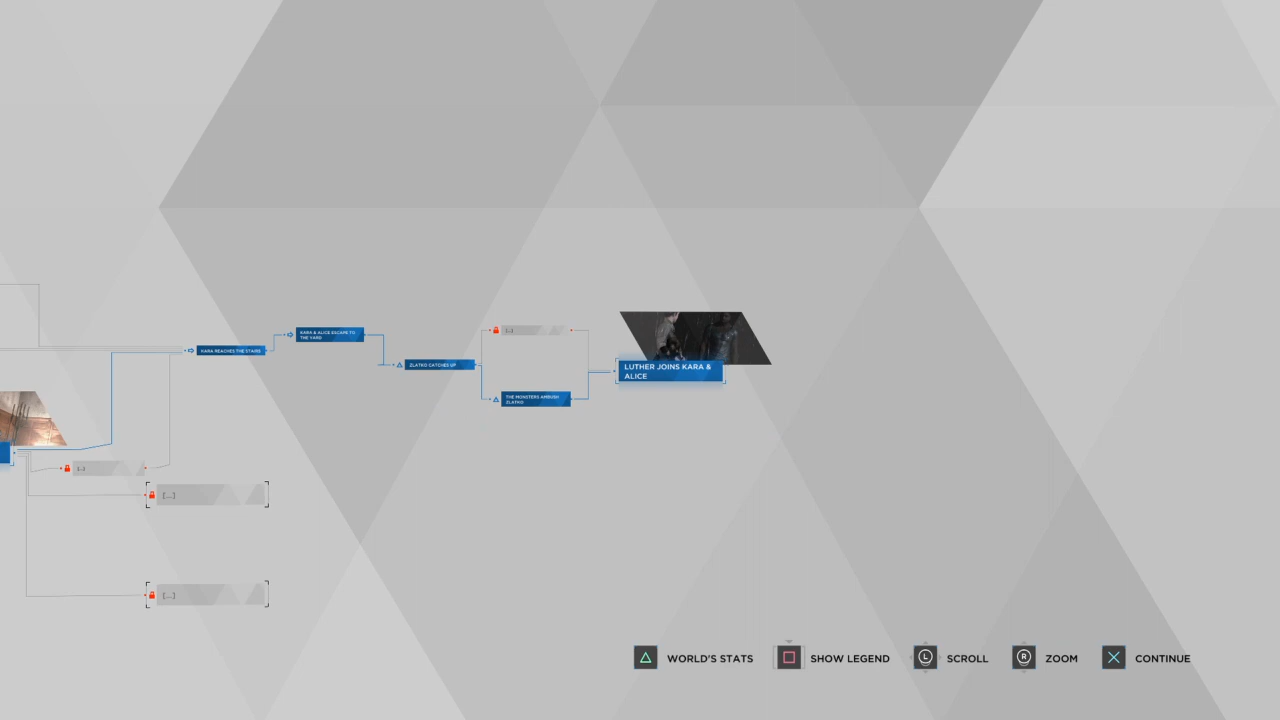 KARA REACHES THE STAIRS
KARA & ALICE ESCAPE TO
THE YARD
ZLATKO CATCHES UP
[...]
THE MONSTERS AMBUSH
ZLATKO
LUTHER JOINS KARA &
ALICE
[...]
[...]
[...]
WORLD'S STATS
SHOW LEGEND
L
SCROLL
R
ZOOM
CONTINUE